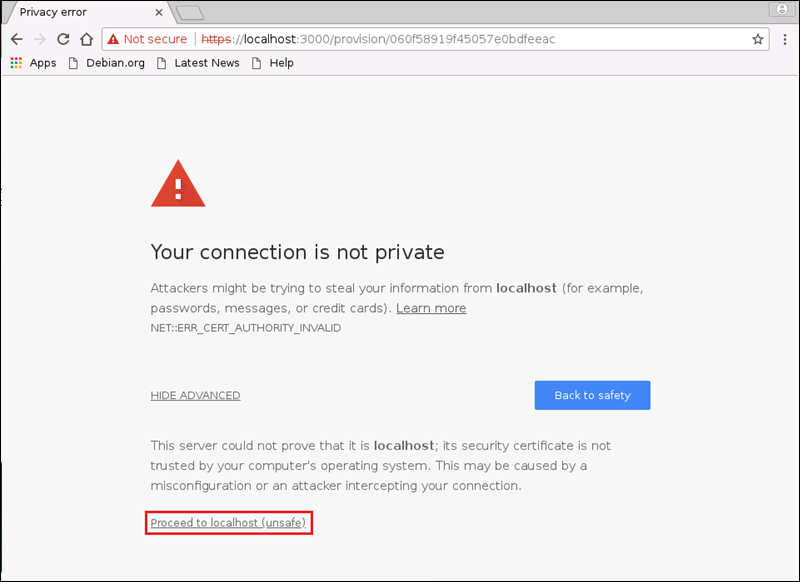 Privacy error
Not secure https://localhost:3000/provision/060f58919f45057e0bdfeeac
Apps Debian.org Latest News Help
Your connection is not private
Attackers might be trying to steal your information from localhost (for example,
passwords, messages, or credit cards). Learn more
NET::ERR_CERT_AUTHORITY_INVALID
HIDE ADVANCED Back to safety
This server could not prove that it is localhost; its security certificate is not
trusted by your computer's operating system. This may be caused by a
misconfiguration or an attacker intercepting your connection.
Proceed to localhost (unsafe)